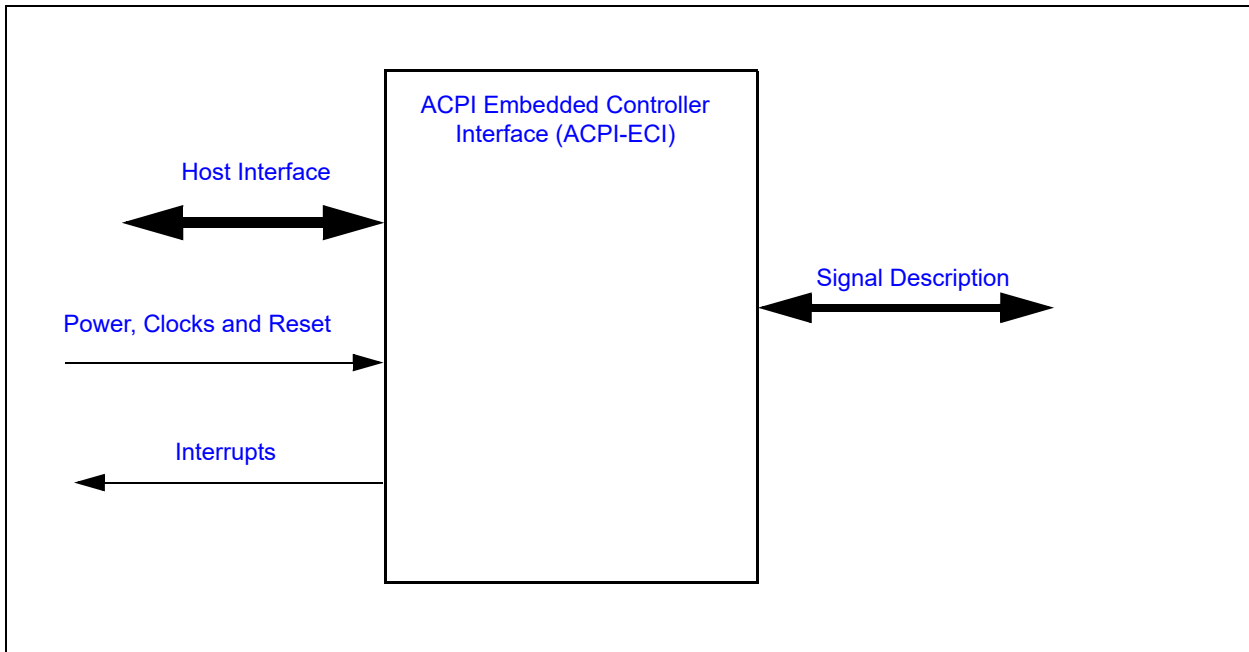 ACPI Embedded Controller
Interface (ACPI-ECI)
Host Interface
Signal Description
Power, Clocks and Reset
Interrupts